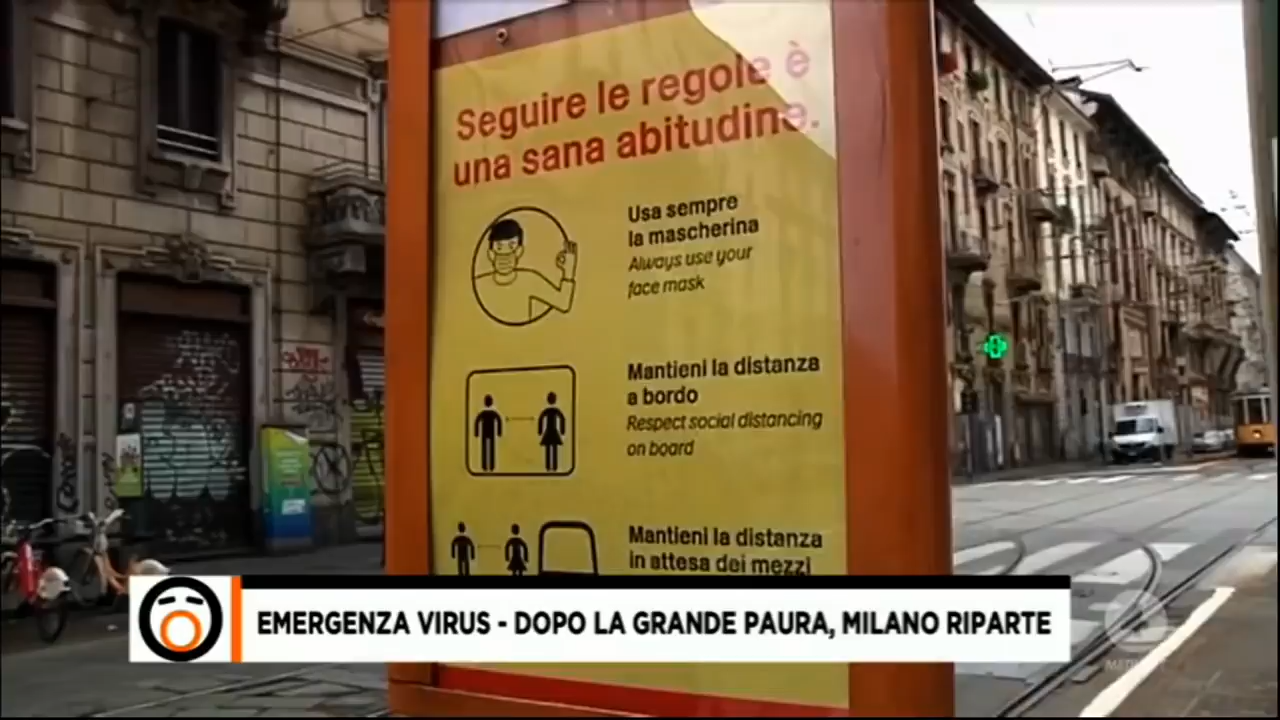 Seguire le regole è
una sana abitudine.
Usa sempre
la mascherina
Always use your
face mask
Mantieni la distanza
a bordo
Respect social distancing
on board
Mantieni la distanza
in attesa dei mezzi
EMERGENZA VIRUS - DOPO LA GRANDE PAURA, MILANO RIPARTE